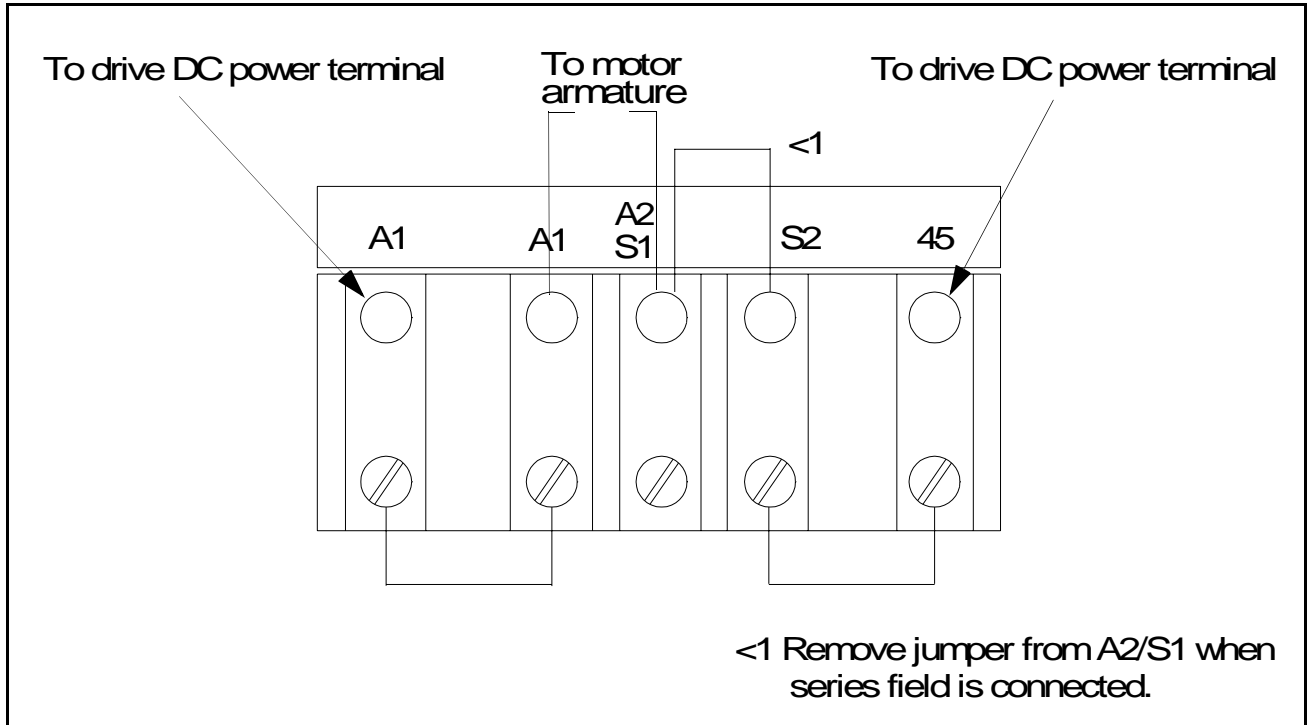 To drive DC power terminal
To motor
armature
To drive DC power terminal
<1
A1
A1
A2
S1
S2
45
<1 Remove jumper from A2/S1 when
series field is connected.